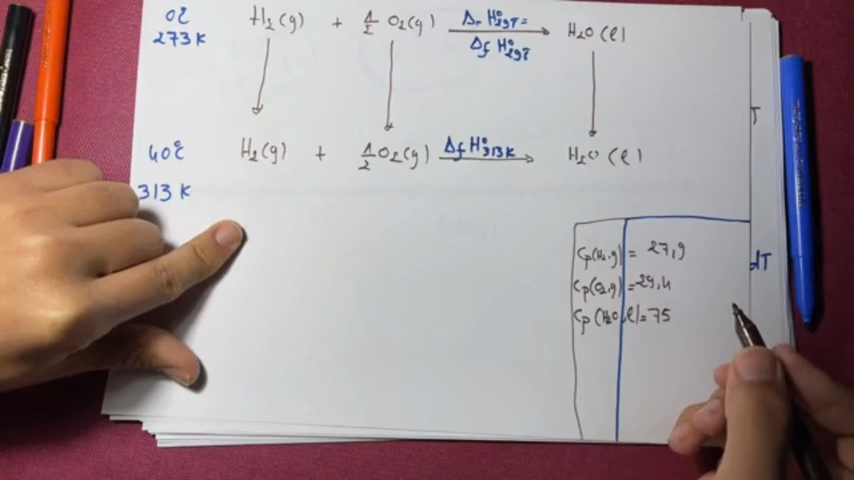 0℃ H₂(g) + 1/2 O₂(g) ΔrH°298 = H₂O(l)
273 K ΔfH°298
40℃ H₂(g) + 1/2 O₂(g) ΔfH°313K H₂O(l)
313 K
T
Cp(H₂,g) = 27,9
dT
Cp(O₂,g) = 29,4
Cp(H₂O,l) = 75